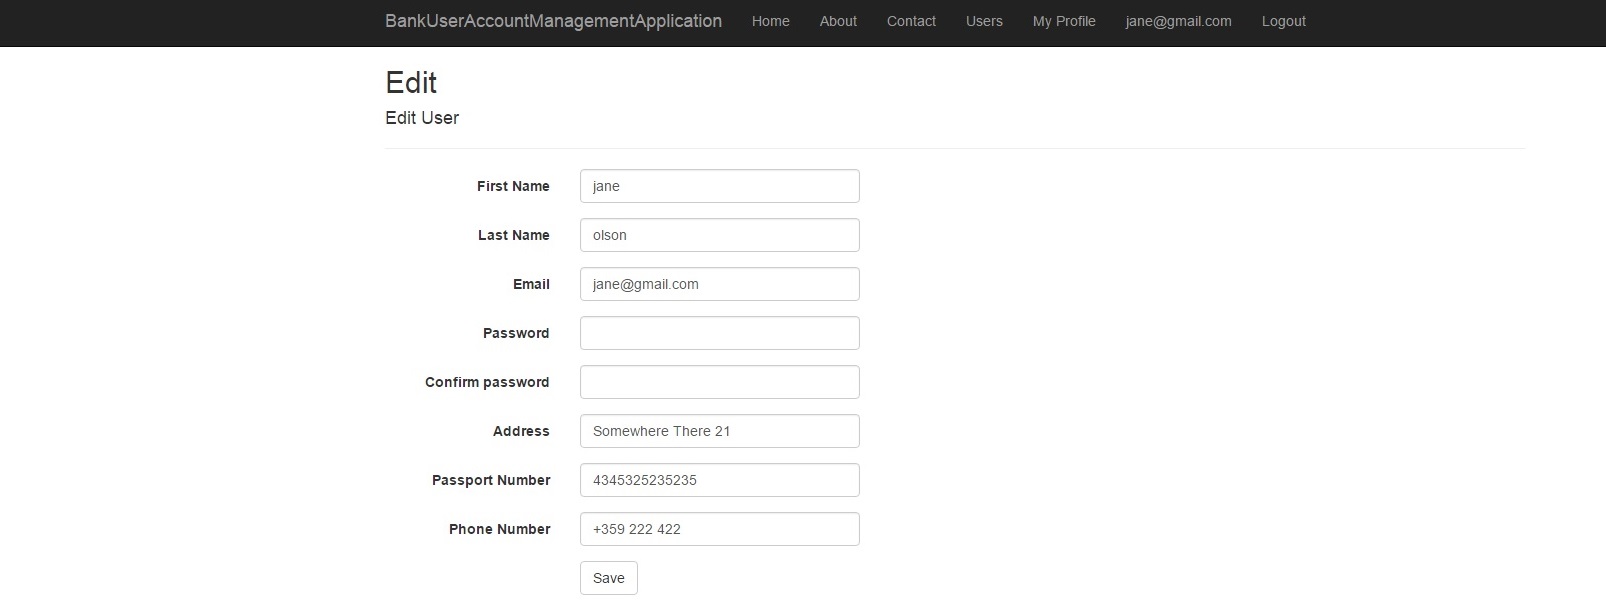 BankUserAccountManagementApplication Home About Contact Users My Profile jane@gmail.com Logout
Edit
Edit User
First Name jane
Last Name olson
Email jane@gmail.com
Password
Confirm password
Address Somewhere There 21
Passport Number 4345325235235
Phone Number +359 222 422
Save